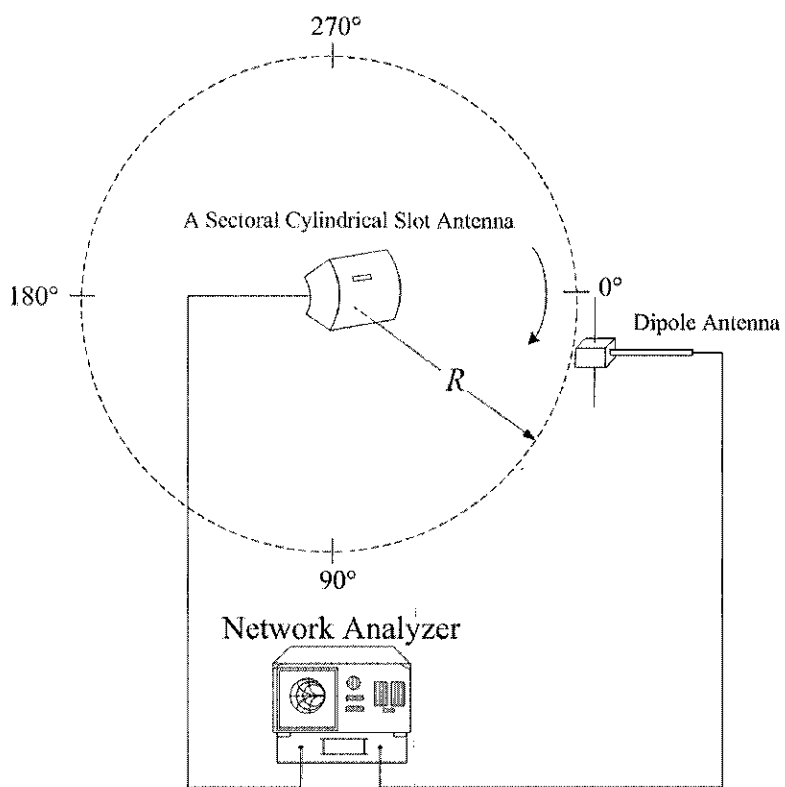 270°
A Sectoral Cylindrical Slot Antenna
180°
0°
Dipole Antenna
R
90°
Network Analyzer